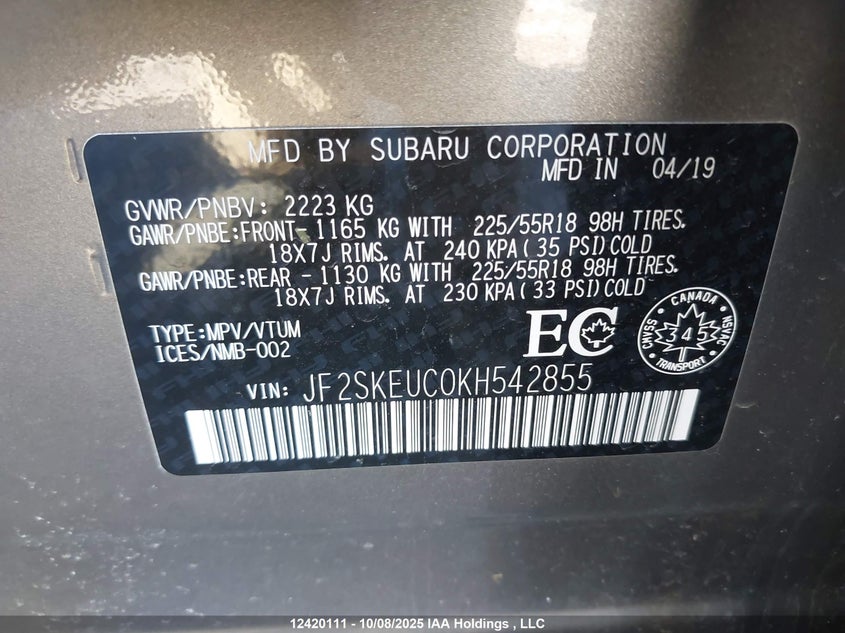 MFD BY SUBARU CORPORATION
MFD IN 04/19
GVWR/PNBV: 2223 KG
GAWR/PNBE:FRONT- 1165 KG WITH 225/55R18 98H TIRES.
18X7J RIMS. AT 240 KPA ( 35 PSI) COLD
GAWR/PNBE:REAR - 1130 KG WITH 225/55R18 98H TIRES.
18X7J RIMS. AT 230 KPA ( 33 PSI) COLD
TYPE:MPV/VTUM
ICES/NMB-002
EC
CANADA
CMVSS 345 NSVAC
TRANSPORT
VIN: JF2SKEUC0KH542855
12420111 - 10/08/2025 IAA Holdings , LLC